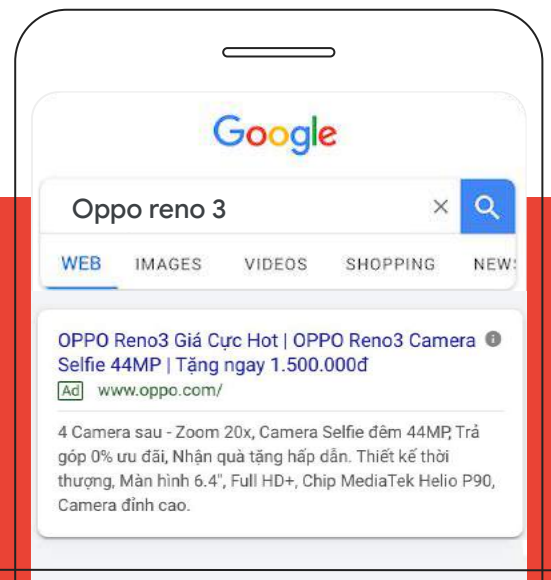 Google
Oppo reno 3
WEB IMAGES VIDEOS SHOPPING NEWS
OPPO Reno3 Giá Cực Hot | OPPO Reno3 Camera
Selfie 44MP | Tặng ngay 1.500.000đ
Ad www.oppo.com/
4 Camera sau - Zoom 20x, Camera Selfie đêm 44MP, Trả
góp 0% ưu đãi, Nhận quà tặng hấp dẫn. Thiết kế thời
thượng, Màn hình 6.4", Full HD+, Chip MediaTek Helio P90,
Camera đỉnh cao.